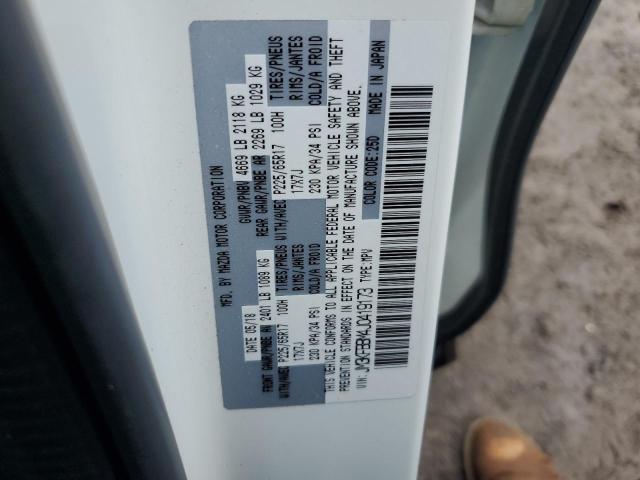 MFD. BY MAZDA MOTOR CORPORATION
DATE 05/18 GVWR/PNBV 4669 LB 2118 KG
FRONT GAWR/PNBE AV 2401 LB 1089 KG REAR GAWR/PNBE AR 2269 LB 1029 KG
WITH/AVEC P225/65R17 100H TIRES/PNEUS WITH/AVEC P225/65R17 100H TIRES/PNEUS
17X7J RIMS/JANTES 17X7J RIMS/JANTES
230 KPA/34 PSI COLD/A FROID 230 KPA/34 PSI COLD/A FROID
THIS VEHICLE CONFORMS TO ALL APPLICABLE FEDERAL MOTOR VEHICLE SAFETY AND THEFT
PREVENTION STANDARDS IN EFFECT ON THE DATE OF MANUFACTURE SHOWN ABOVE.
VIN: JM3KFBBM4J0419173 TYPE:MPV COLOR CODE:25D MADE IN JAPAN